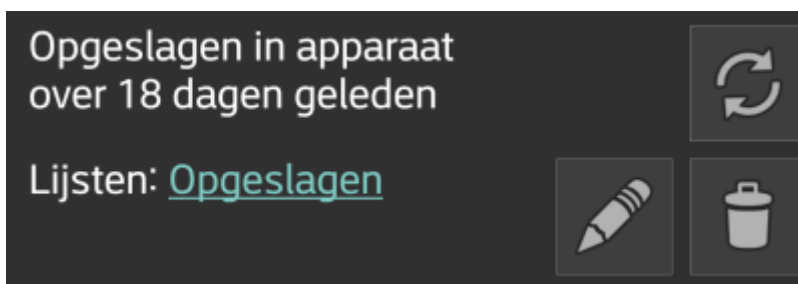 Opgeslagen in apparaat
over 18 dagen geleden
Lijsten: Opgeslagen